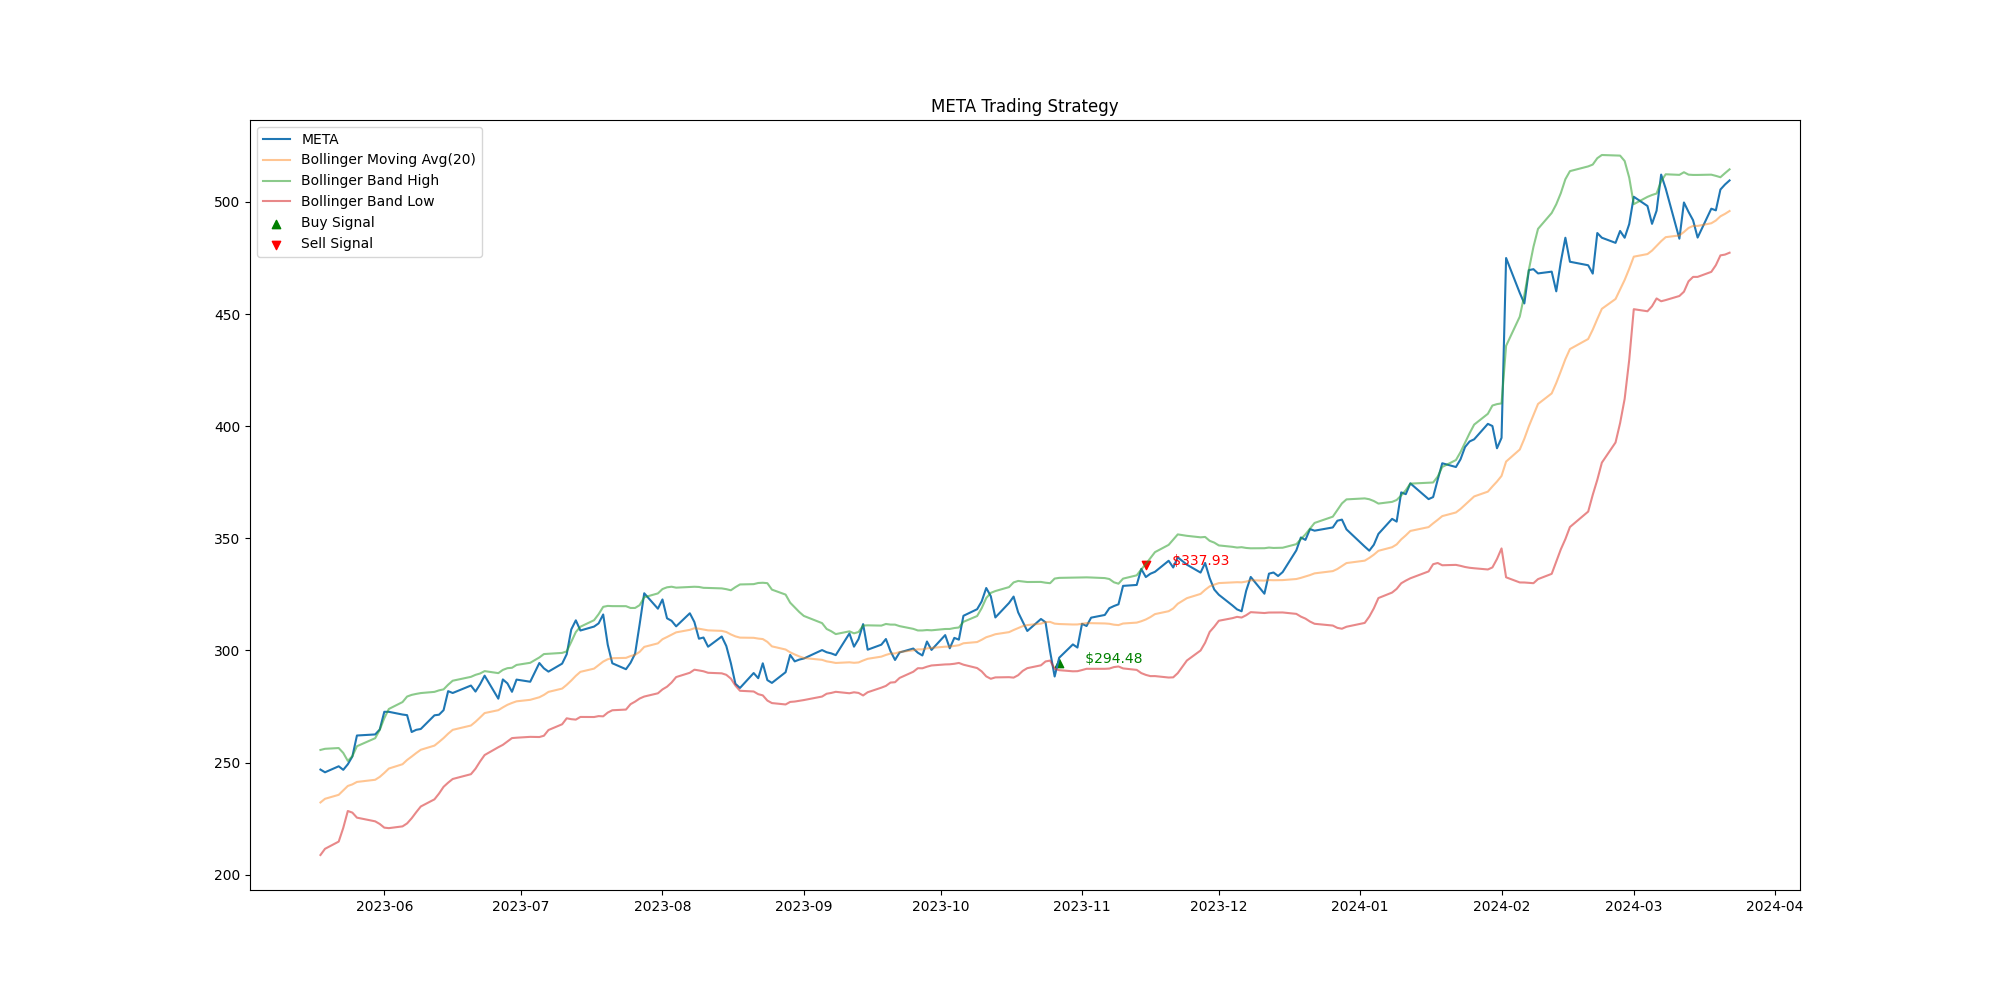 META Trading Strategy
META
Bollinger Moving Avg(20)
Bollinger Band High
Bollinger Band Low
Buy Signal
Sell Signal
500
450
400
350
300
250
200
$337.93
$294.48
2023-06 2023-07 2023-08 2023-09 2023-10 2023-11 2023-12 2024-01 2024-02 2024-03 2024-04